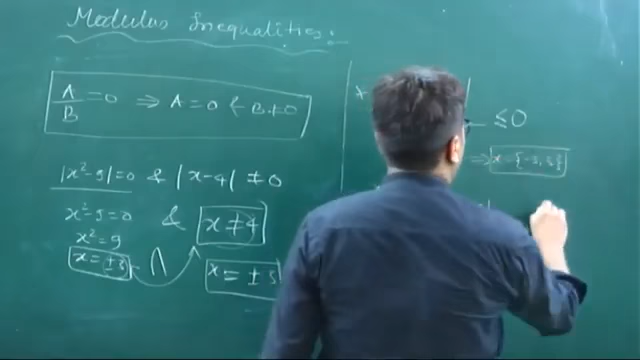 Modulus Inequalities:-
A/B = 0 ⇒ A = 0 & B ≠ 0
|x²-9| = 0 & |x-4| ≠ 0
x²-9=0 & x≠4
x²=9
x=±3 ∩ x = ±3
*
≤0
⇒ x = {-3, 3}